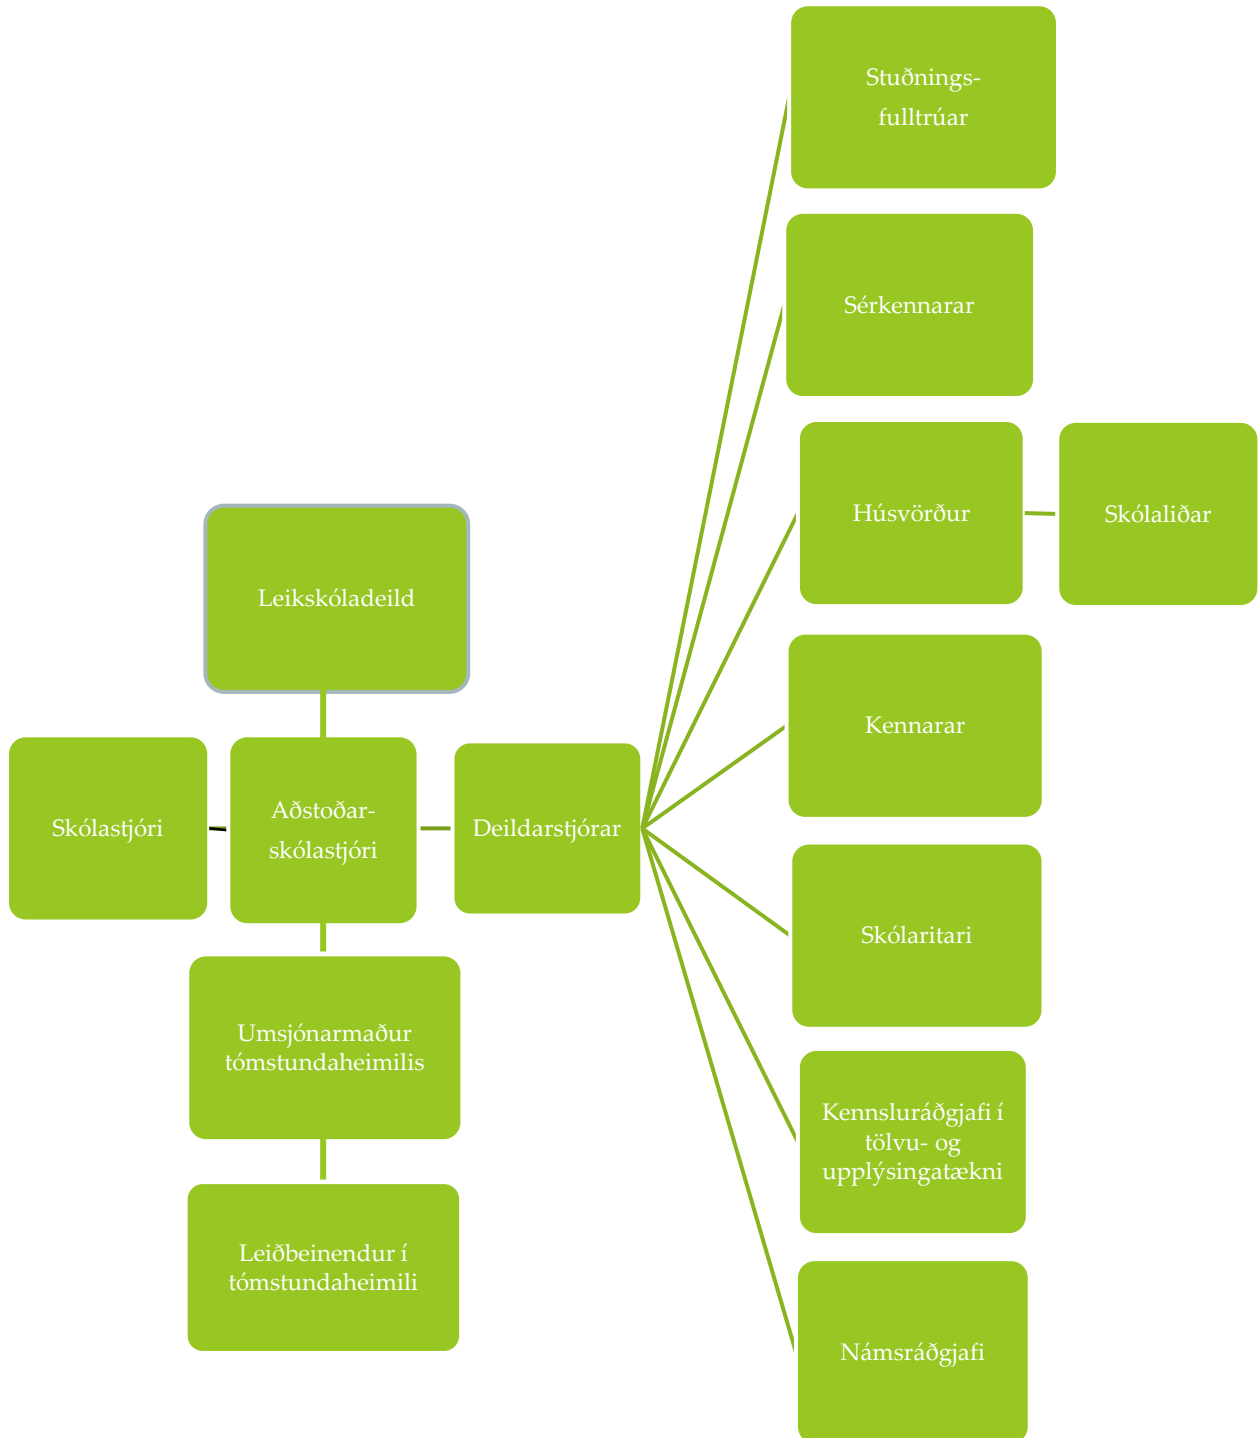 Stuðnings-
fulltrúar
Sérkennarar
Húsvörður
Skólaliðar
Leikskóladeild
Kennarar
Skólastjóri
Aðstoðar-
skólastjóri
Deildarstjórar
Skólaritari
Umsjónarmaður
tómstundaheimilis
Kennsluráðgjafi í
tölvu- og
upplýsingatækni
Leiðbeinendur í
tómstundaheimili
Námsráðgjafi